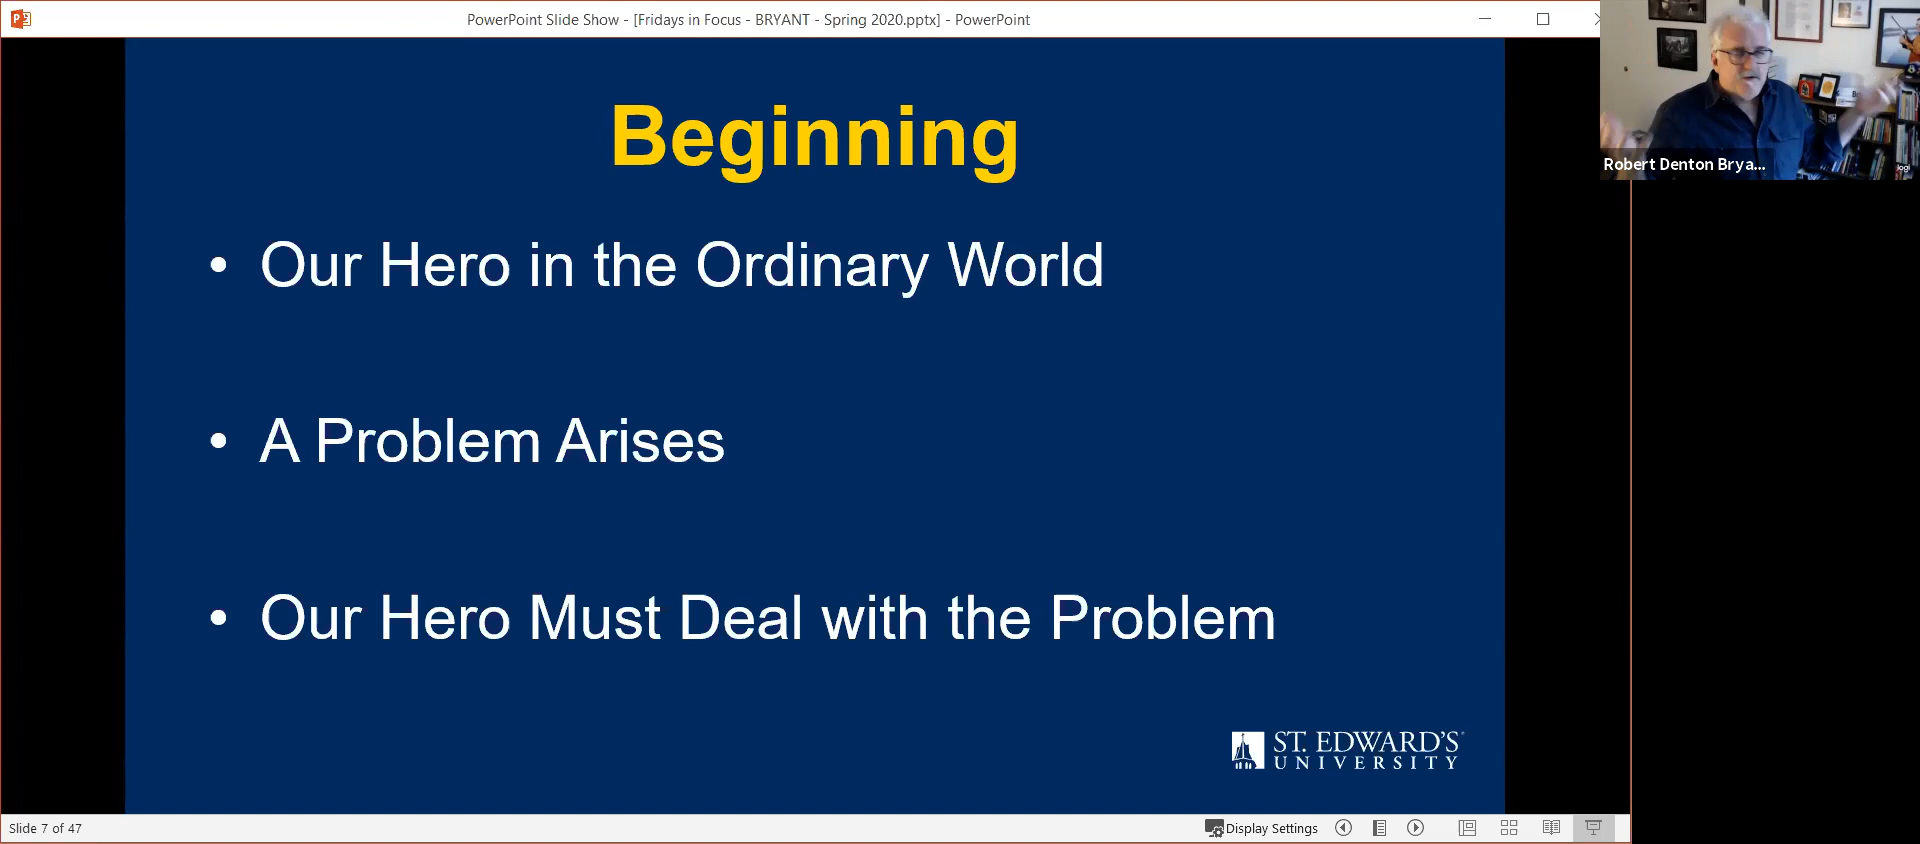 PowerPoint Slide Show - [Fridays in Focus - BRYANT - Spring 2020.pptx] - PowerPoint
Robert Denton Brya...
logi
Beginning
• Our Hero in the Ordinary World
• A Problem Arises
• Our Hero Must Deal with the Problem
ST. EDWARD'S
UNIVERSITY
Slide 7 of 47
Display Settings